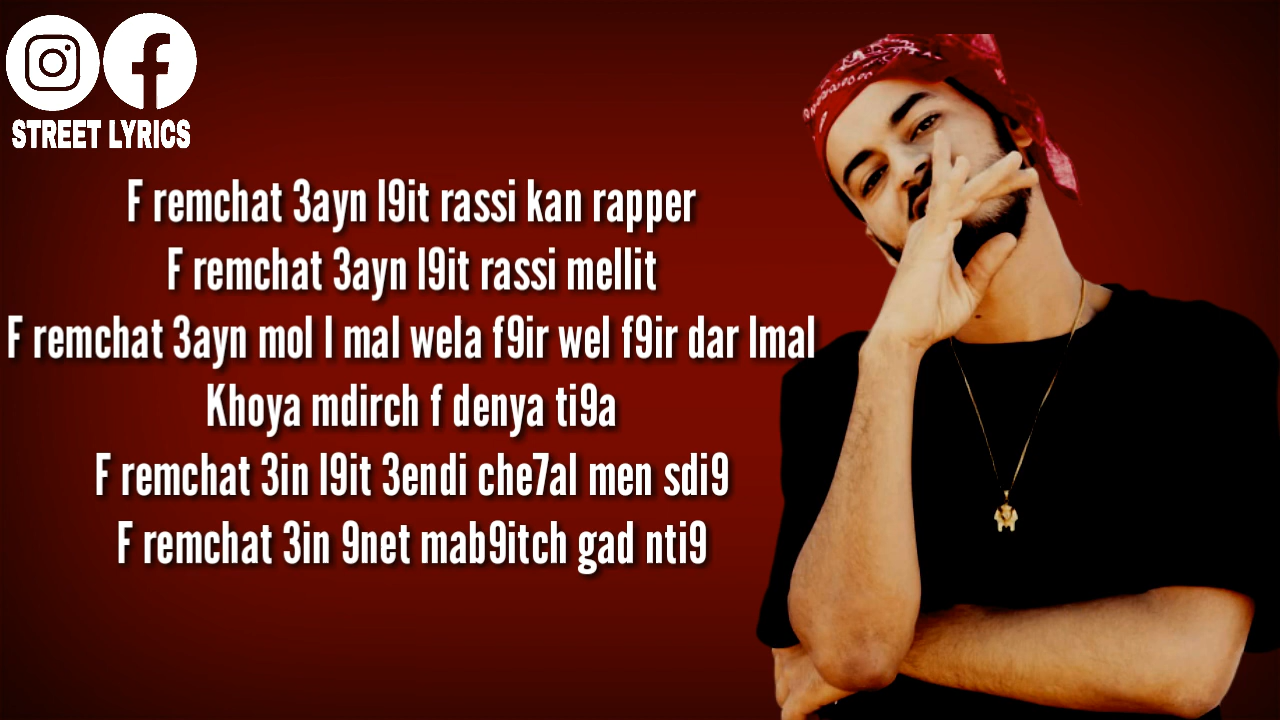 STREET LYRICS
F remchat 3ayn l9it rassi kan rapper
F remchat 3ayn l9it rassi mellit
F remchat 3ayn mol l mal wela f9ir wel f9ir dar lmal
Khoya mdirch f denya ti9a
F remchat 3in l9it 3endi che7al men sdi9
F remchat 3in 9net mab9itch gad nti9